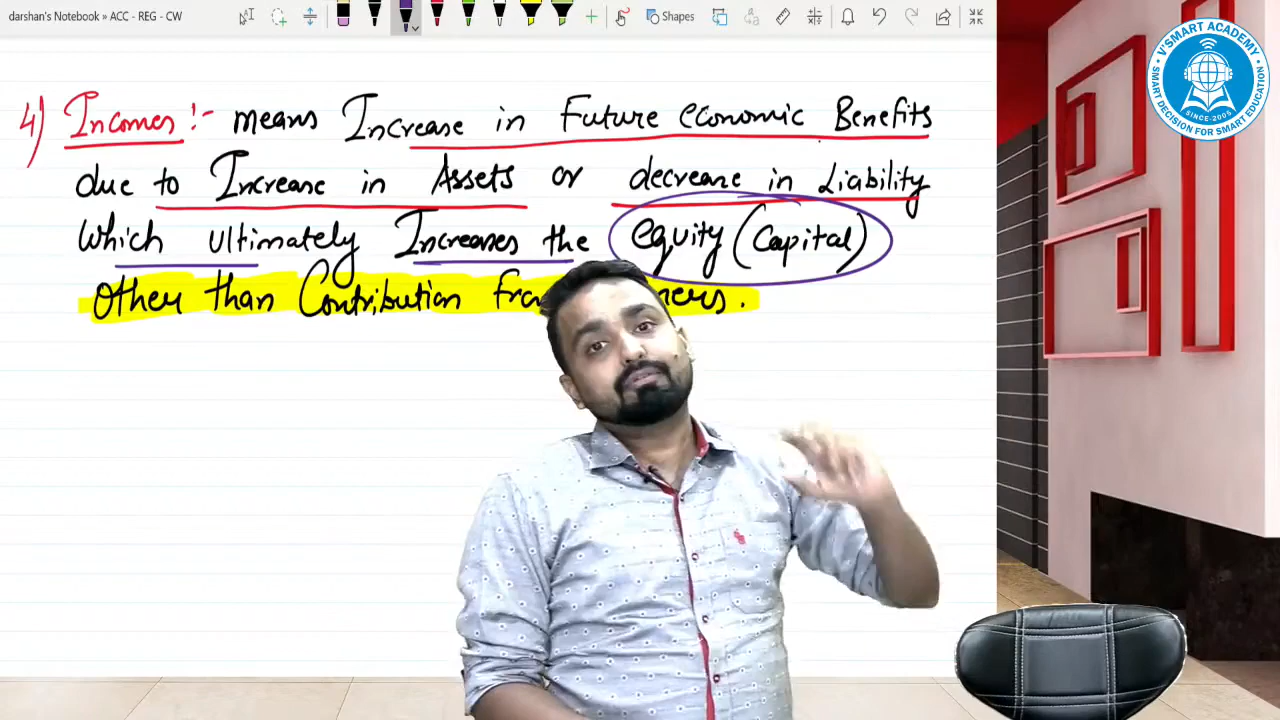 darshan's Notebook » ACC - REG - CW
Shapes
4) Incomes :- means Increase in Future economic Benefits
due to Increase in Assets or decrease in Liability
Which Ultimately Increases the equity (Capital)
Other than Contribution
V'SMART ACADEMY
SINCE-2005
SMART DECISION FOR SMART EDUCATION